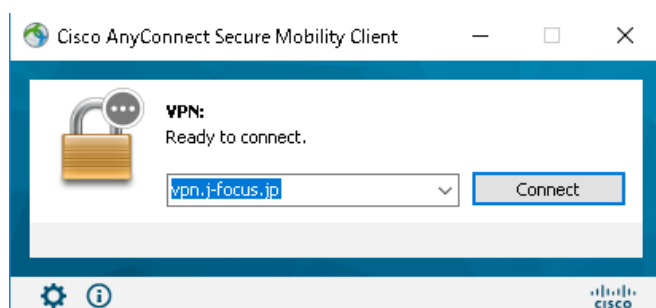 Cisco AnyConnect Secure Mobility Client
VPN:
Ready to connect.
vpn.j-focus.jp
Connect
CISCO